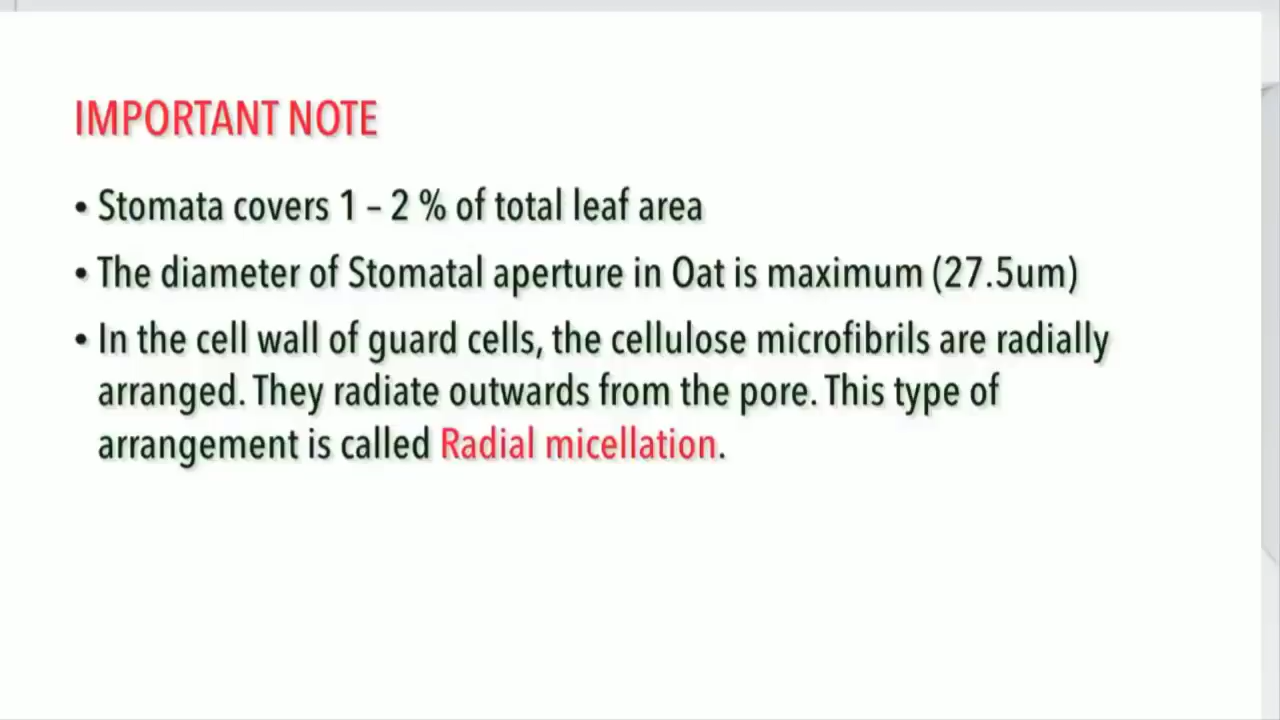 IMPORTANT NOTE
• Stomata covers 1 – 2 % of total leaf area
• The diameter of Stomatal aperture in Oat is maximum (27.5um)
• In the cell wall of guard cells, the cellulose microfibrils are radially
arranged. They radiate outwards from the pore. This type of
arrangement is called Radial micellation.